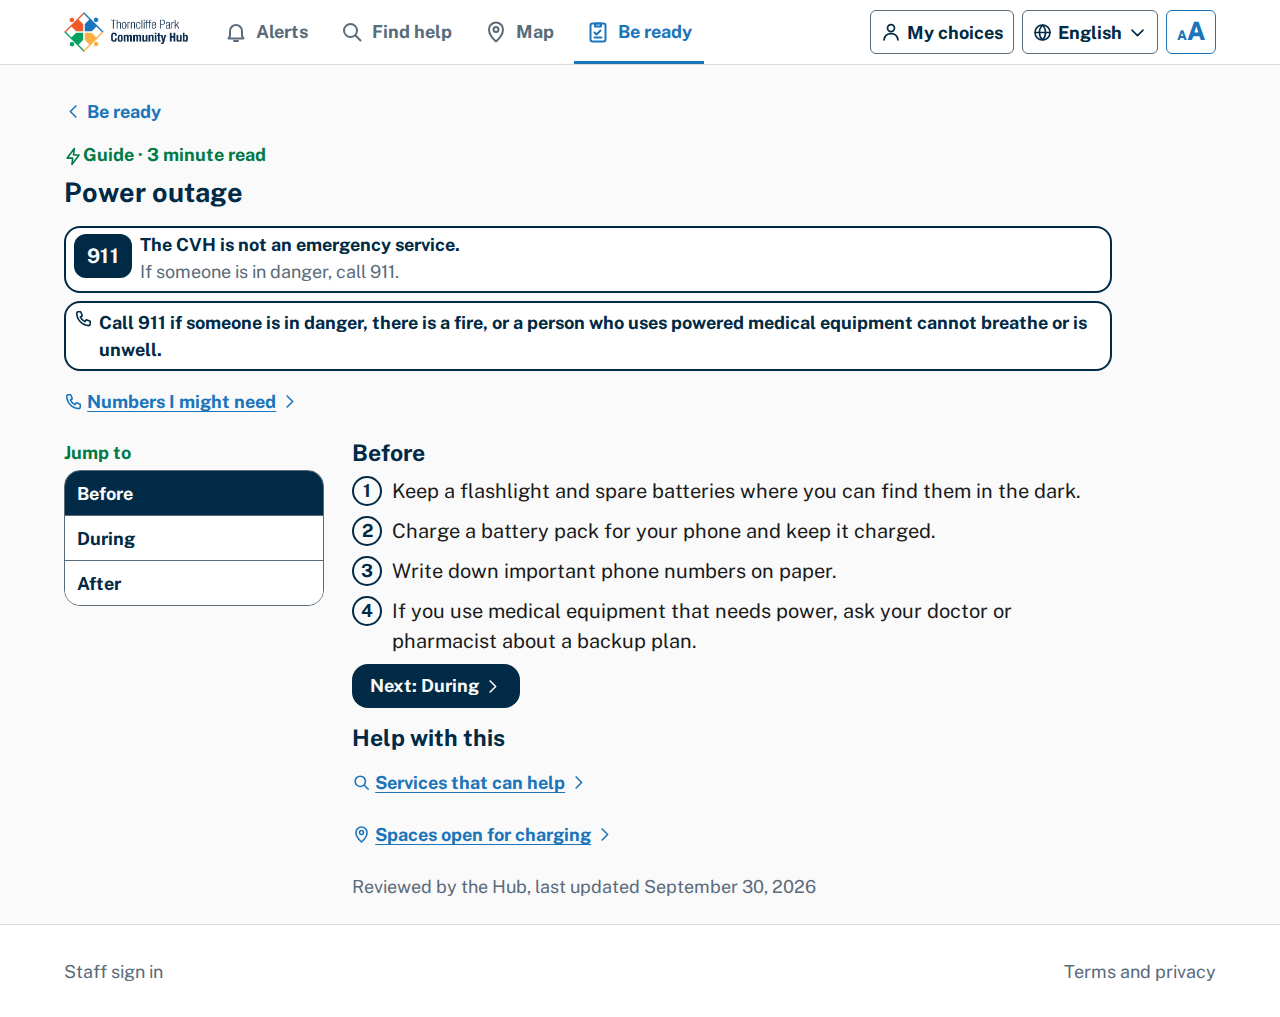 Thorncliffe Park
Community Hub
Alerts
Find help
Map
Be ready
My choices
English
AA
Be ready
Guide · 3 minute read
Power outage
911
The CVH is not an emergency service.
If someone is in danger, call 911.
Call 911 if someone is in danger, there is a fire, or a person who uses powered medical equipment cannot breathe or is
unwell.
Numbers I might need
Jump to
Before
During
After
Before
1 Keep a flashlight and spare batteries where you can find them in the dark.
2 Charge a battery pack for your phone and keep it charged.
3 Write down important phone numbers on paper.
4 If you use medical equipment that needs power, ask your doctor or
pharmacist about a backup plan.
Next: During
Help with this
Services that can help
Spaces open for charging
Reviewed by the Hub, last updated September 30, 2026
Staff sign in
Terms and privacy